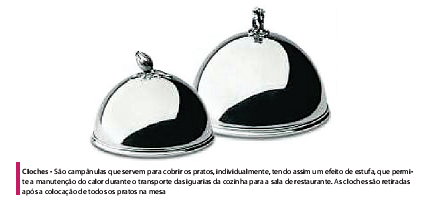 Cloches - São campânulas que servem para cobrir os pratos, individualmente, tendo assim um efeito de estufa, que permi-
te a manutenção do calor durante o transporte das iguarias da cozinha para a sala de restaurante. As cloches são retiradas
após a colocação de todos os pratos na mesa